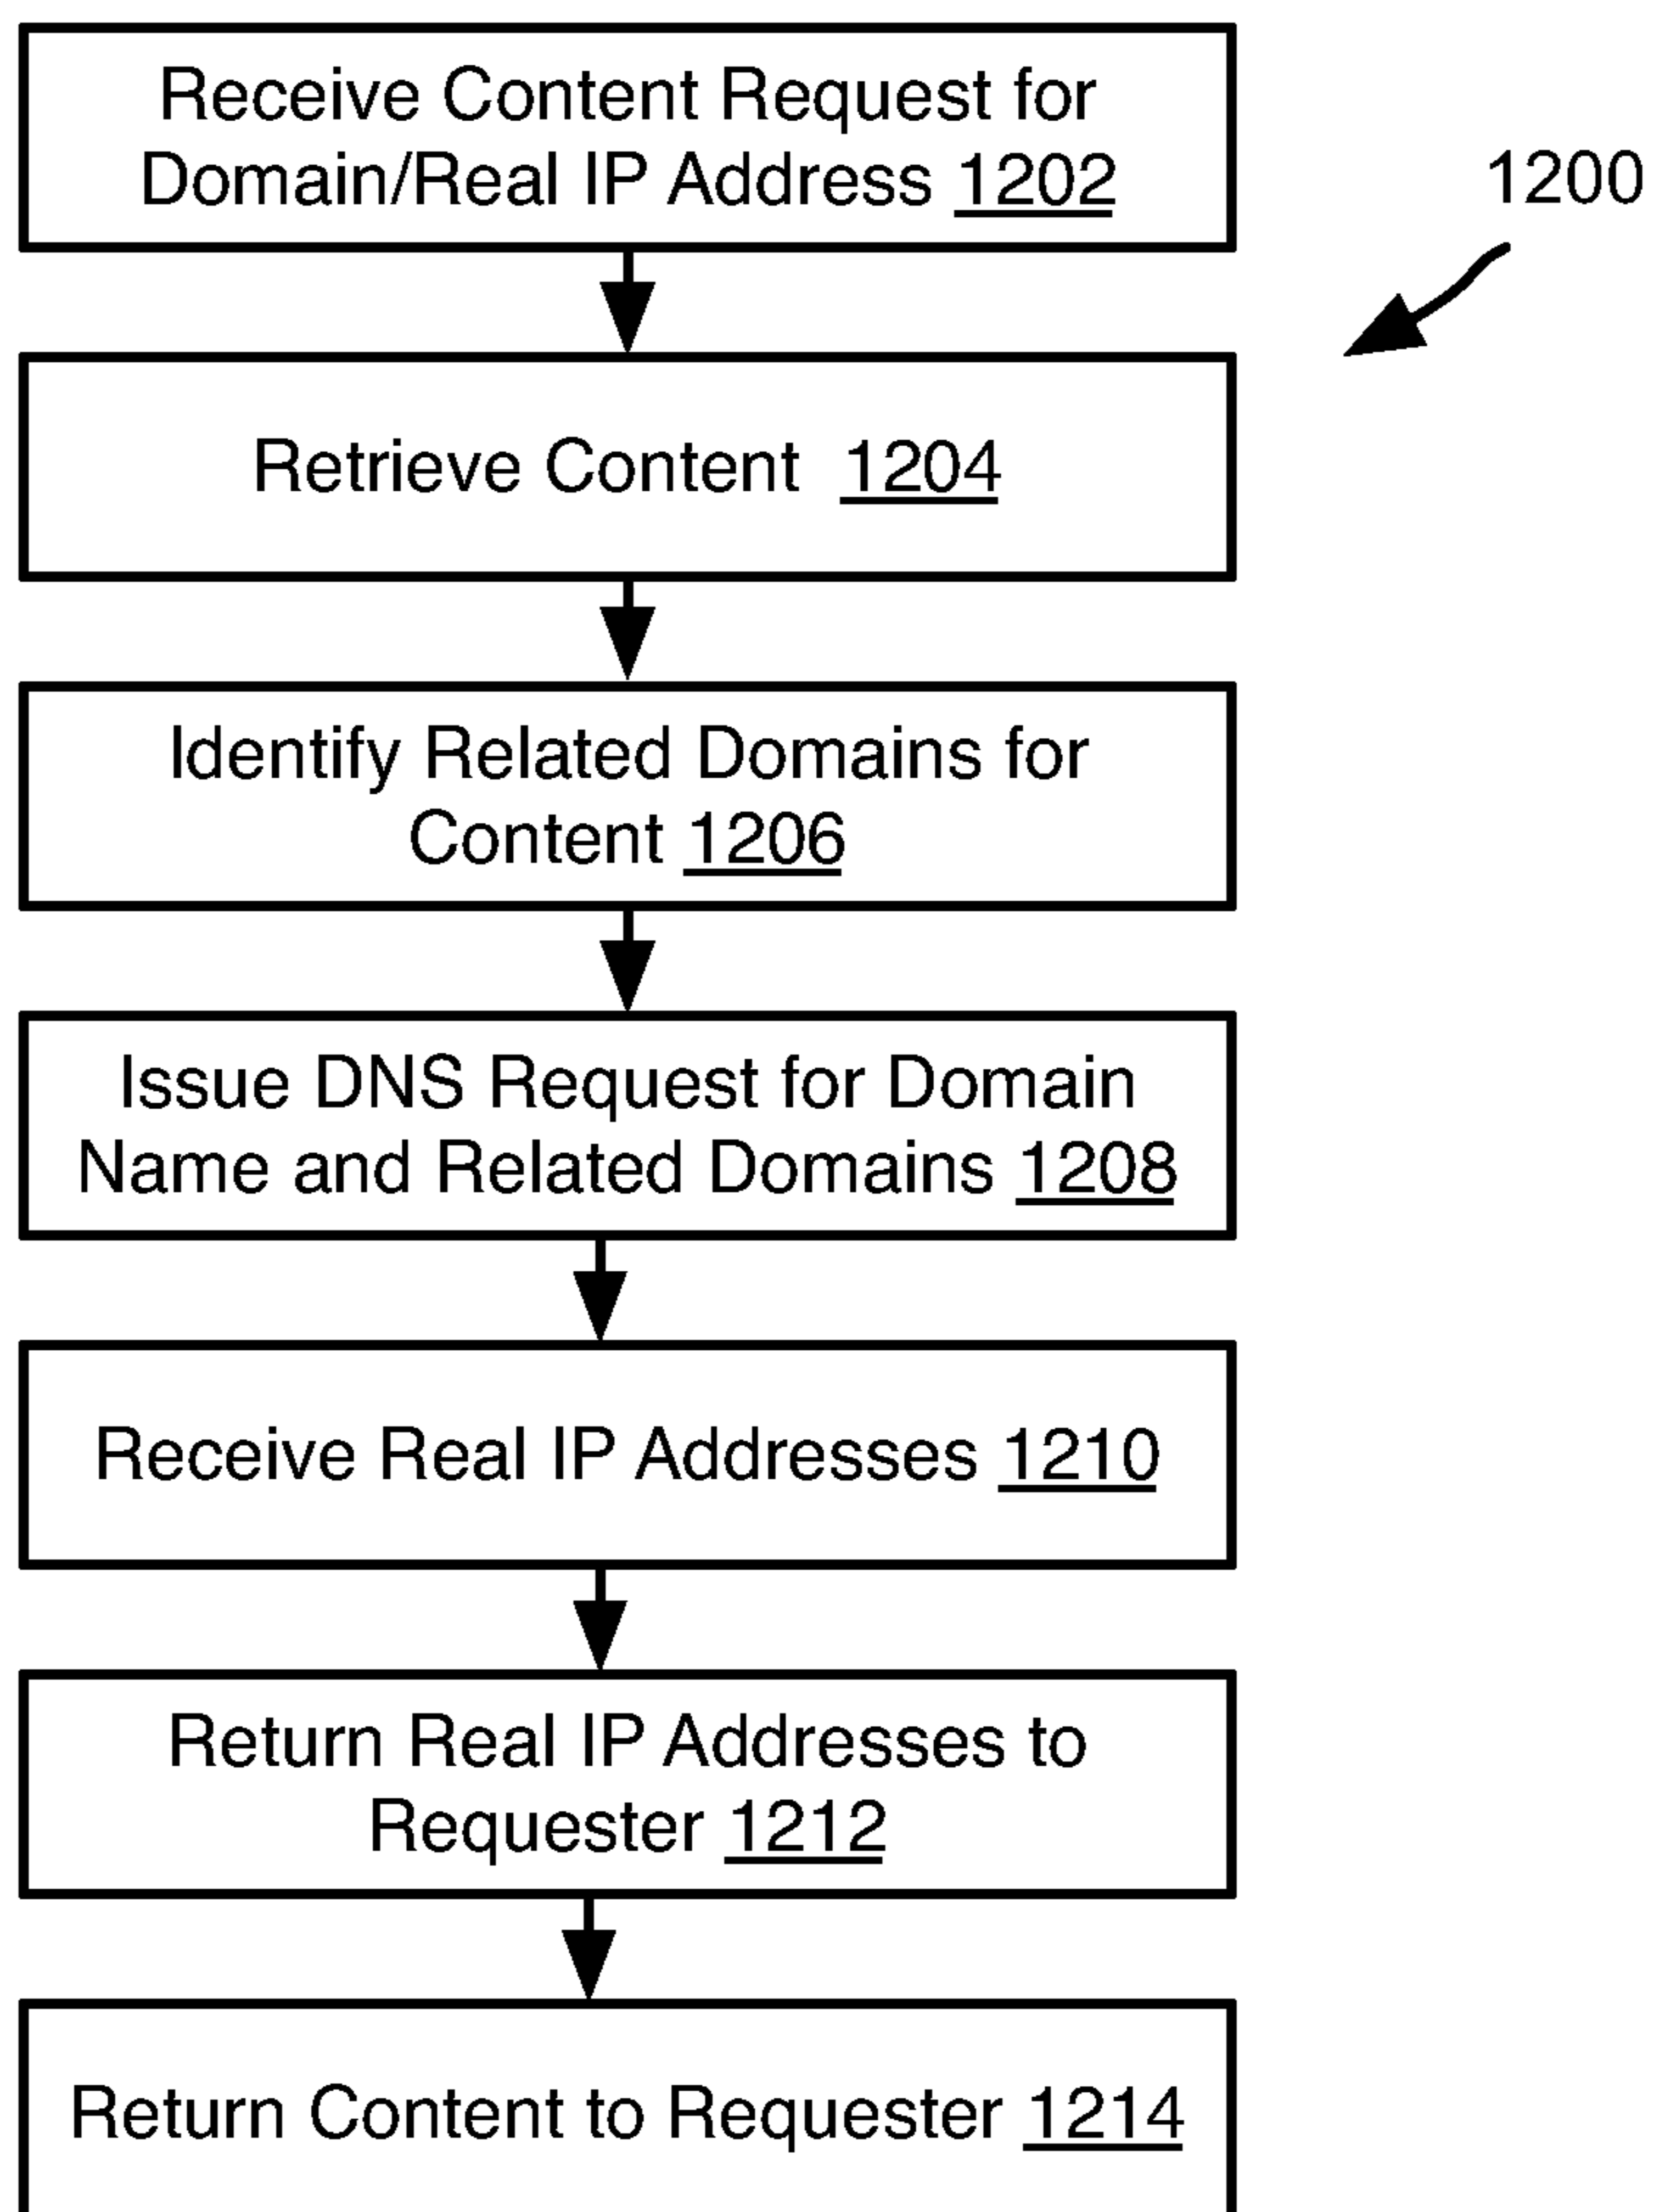 Receive Content Request for
Domain/Real IP Address 1202
1200
Retrieve Content 1204
Identify Related Domains for
Content 1206
Issue DNS Request for Domain
Name and Related Domains 1208
Receive Real IP Addresses 1210
Return Real IP Addresses to
Requester 1212
Return Content to Requester 1214